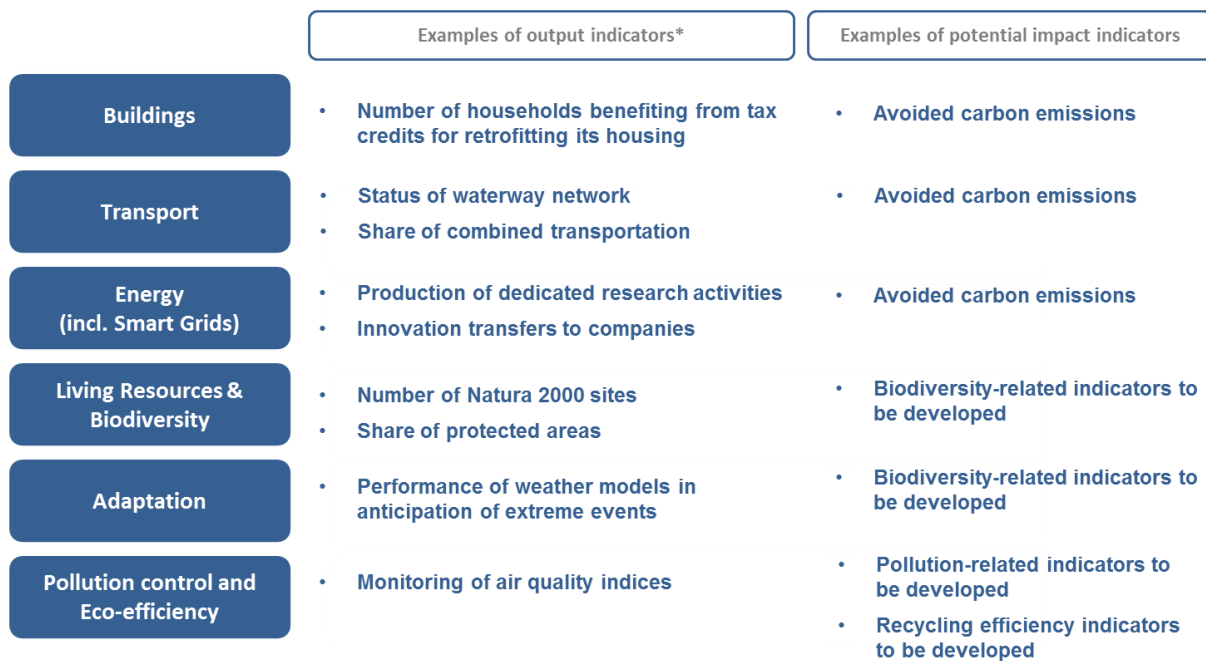 Examples of output indicators*
Examples of potential impact indicators
Buildings
• Number of households benefiting from tax
credits for retrofitting its housing
• Avoided carbon emissions
Transport
• Status of waterway network
• Share of combined transportation
• Avoided carbon emissions
Energy
(incl. Smart Grids)
• Production of dedicated research activities
• Innovation transfers to companies
• Avoided carbon emissions
Living Resources &
Biodiversity
• Number of Natura 2000 sites
• Share of protected areas
• Biodiversity-related indicators to
be developed
Adaptation
• Performance of weather models in
anticipation of extreme events
• Biodiversity-related indicators to
be developed
Pollution control and
Eco-efficiency
• Monitoring of air quality indices
• Pollution-related indicators to
be developed
• Recycling efficiency indicators
to be developed